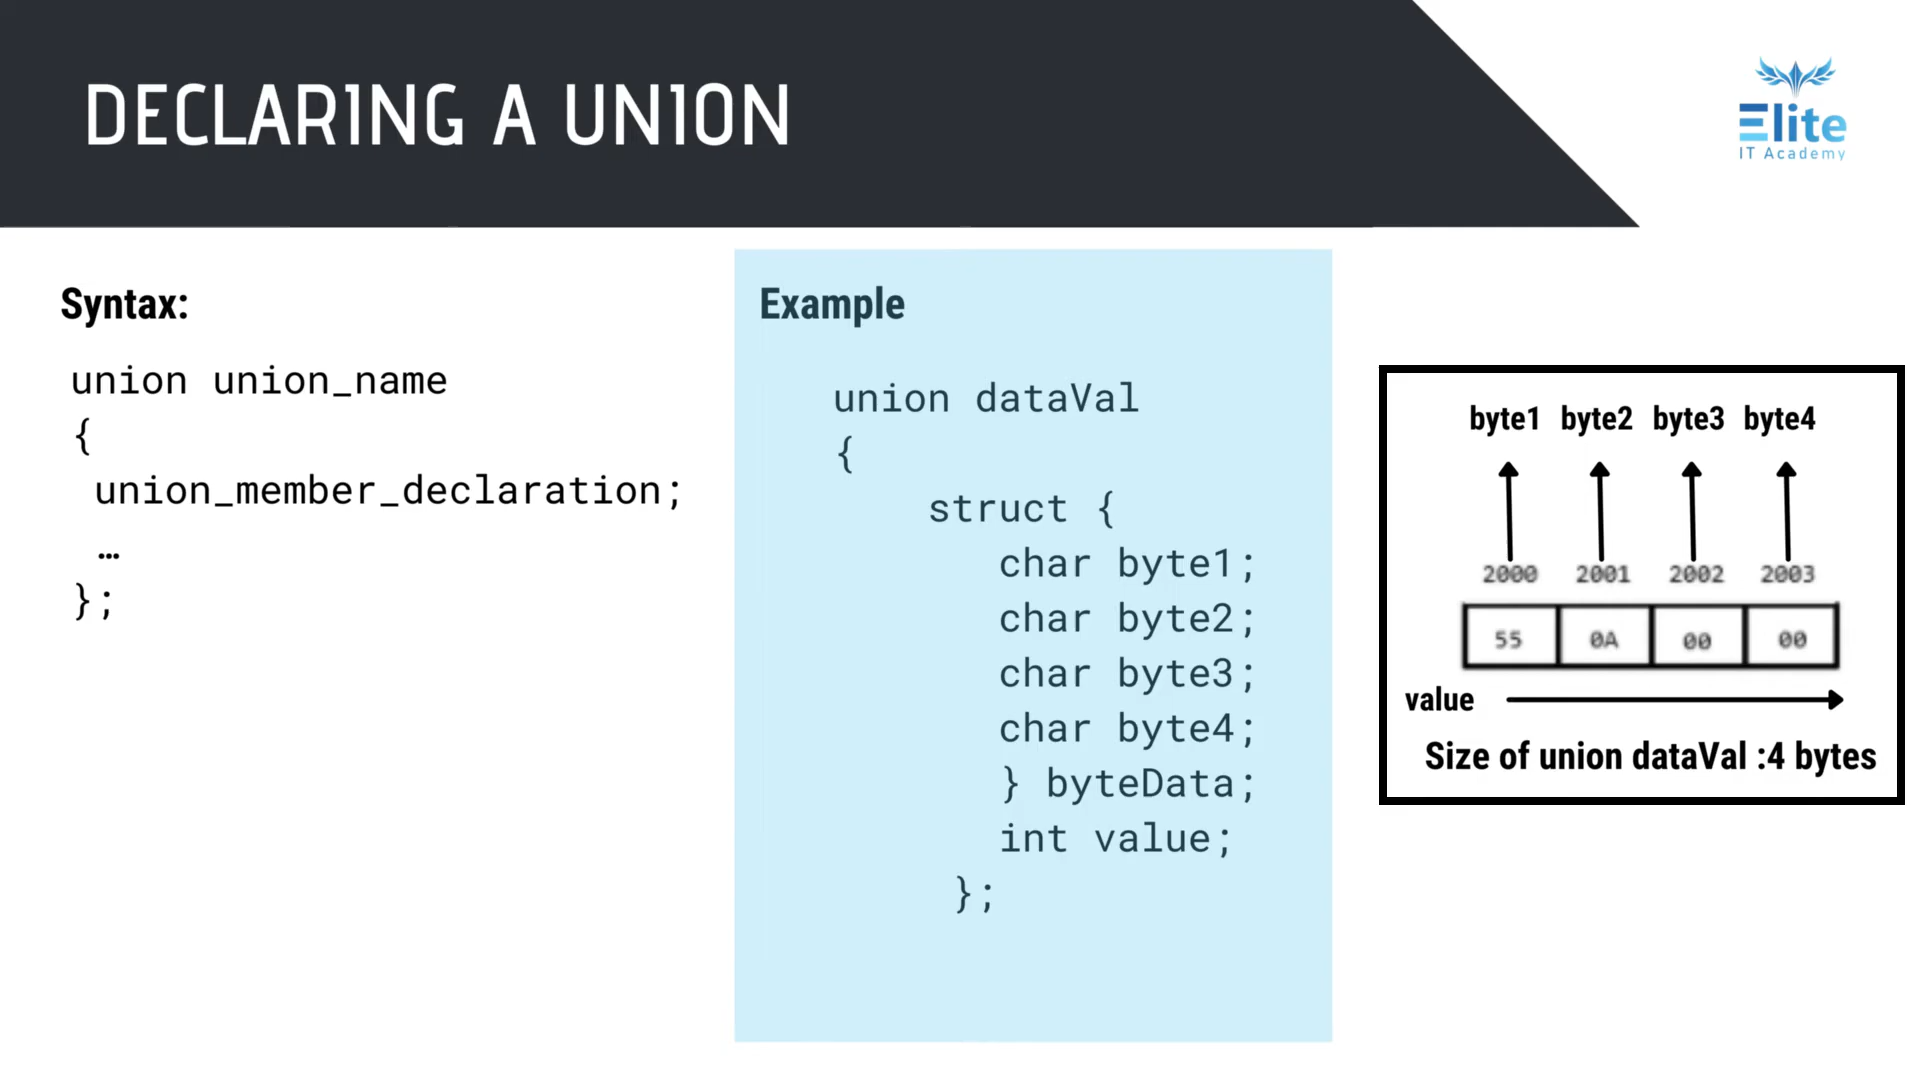 DECLARING A UNION
Elite
IT Academy
Syntax:
union union_name
{
union_member_declaration;
…
};
Example
union dataVal
{
struct {
char byte1;
char byte2;
char byte3;
char byte4;
} byteData;
int value;
};
byte1 byte2 byte3 byte4
2000 2001 2002 2003
55 0A 00 00
value
Size of union dataVal :4 bytes